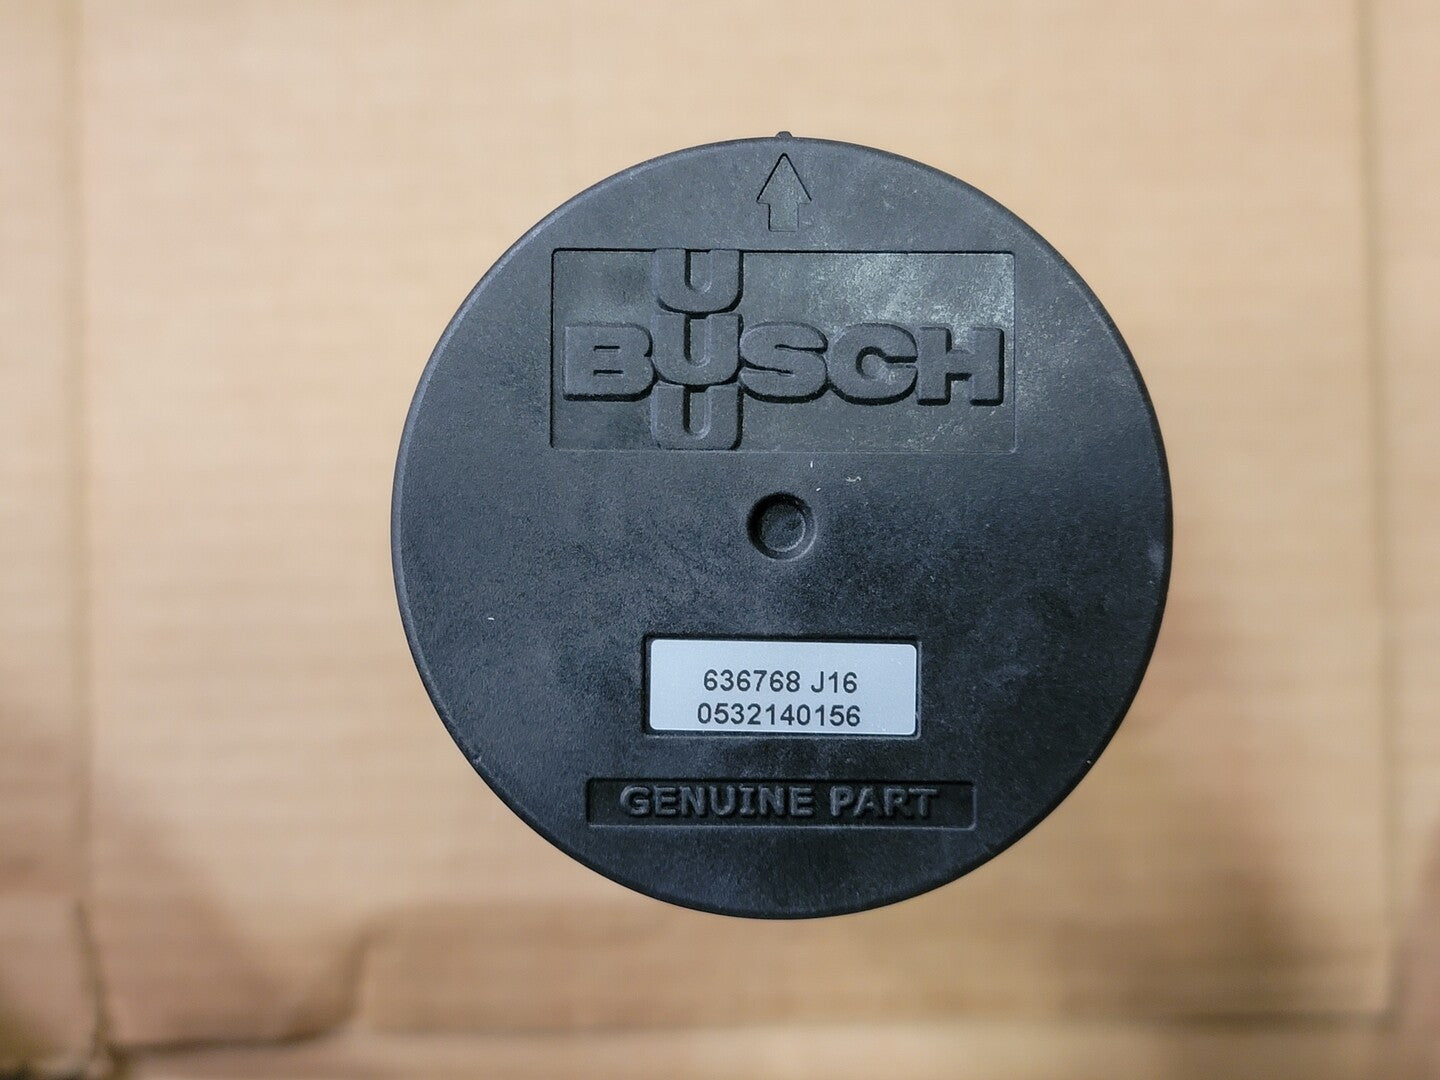 U
BUSCH
U
636768 J16
0532140156
GENUINE PART